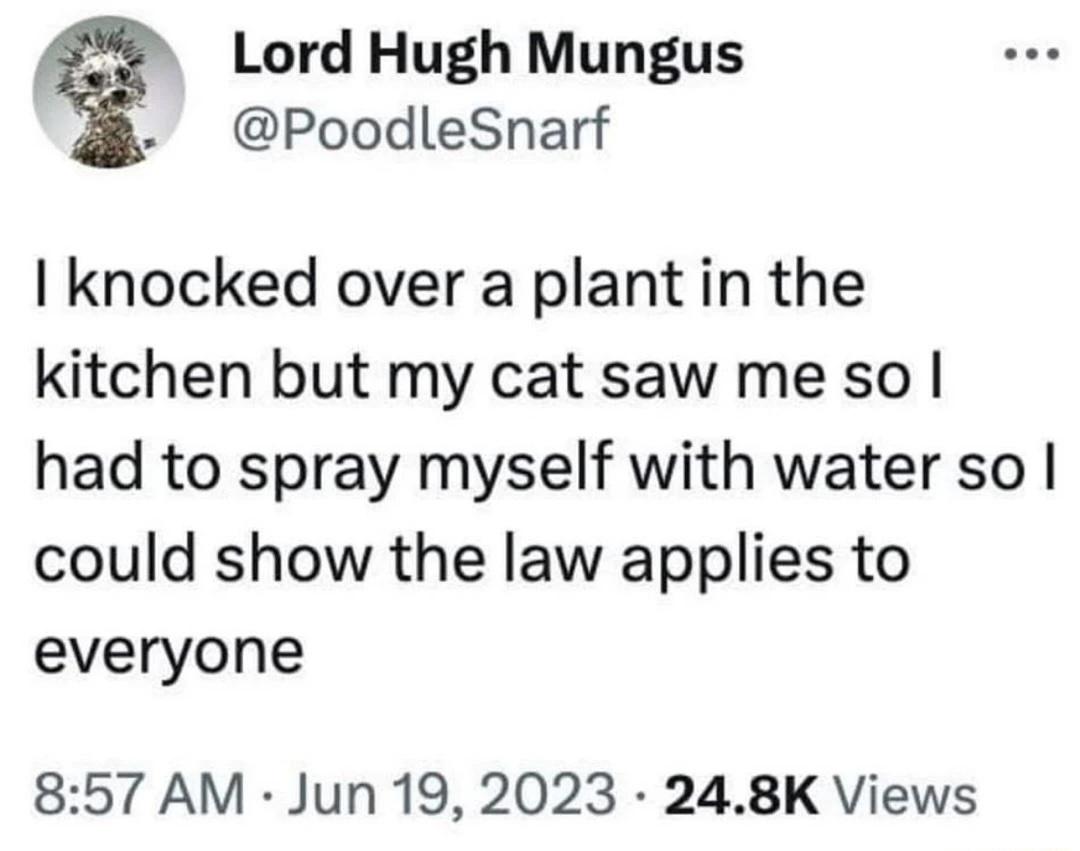 Lord Hugh Mungus
@PoodleSnarf
I knocked over a plant in the
kitchen but my cat saw me so I
had to spray myself with water so I
could show the law applies to
everyone
8:57 AM · Jun 19, 2023 · 24.8K Views